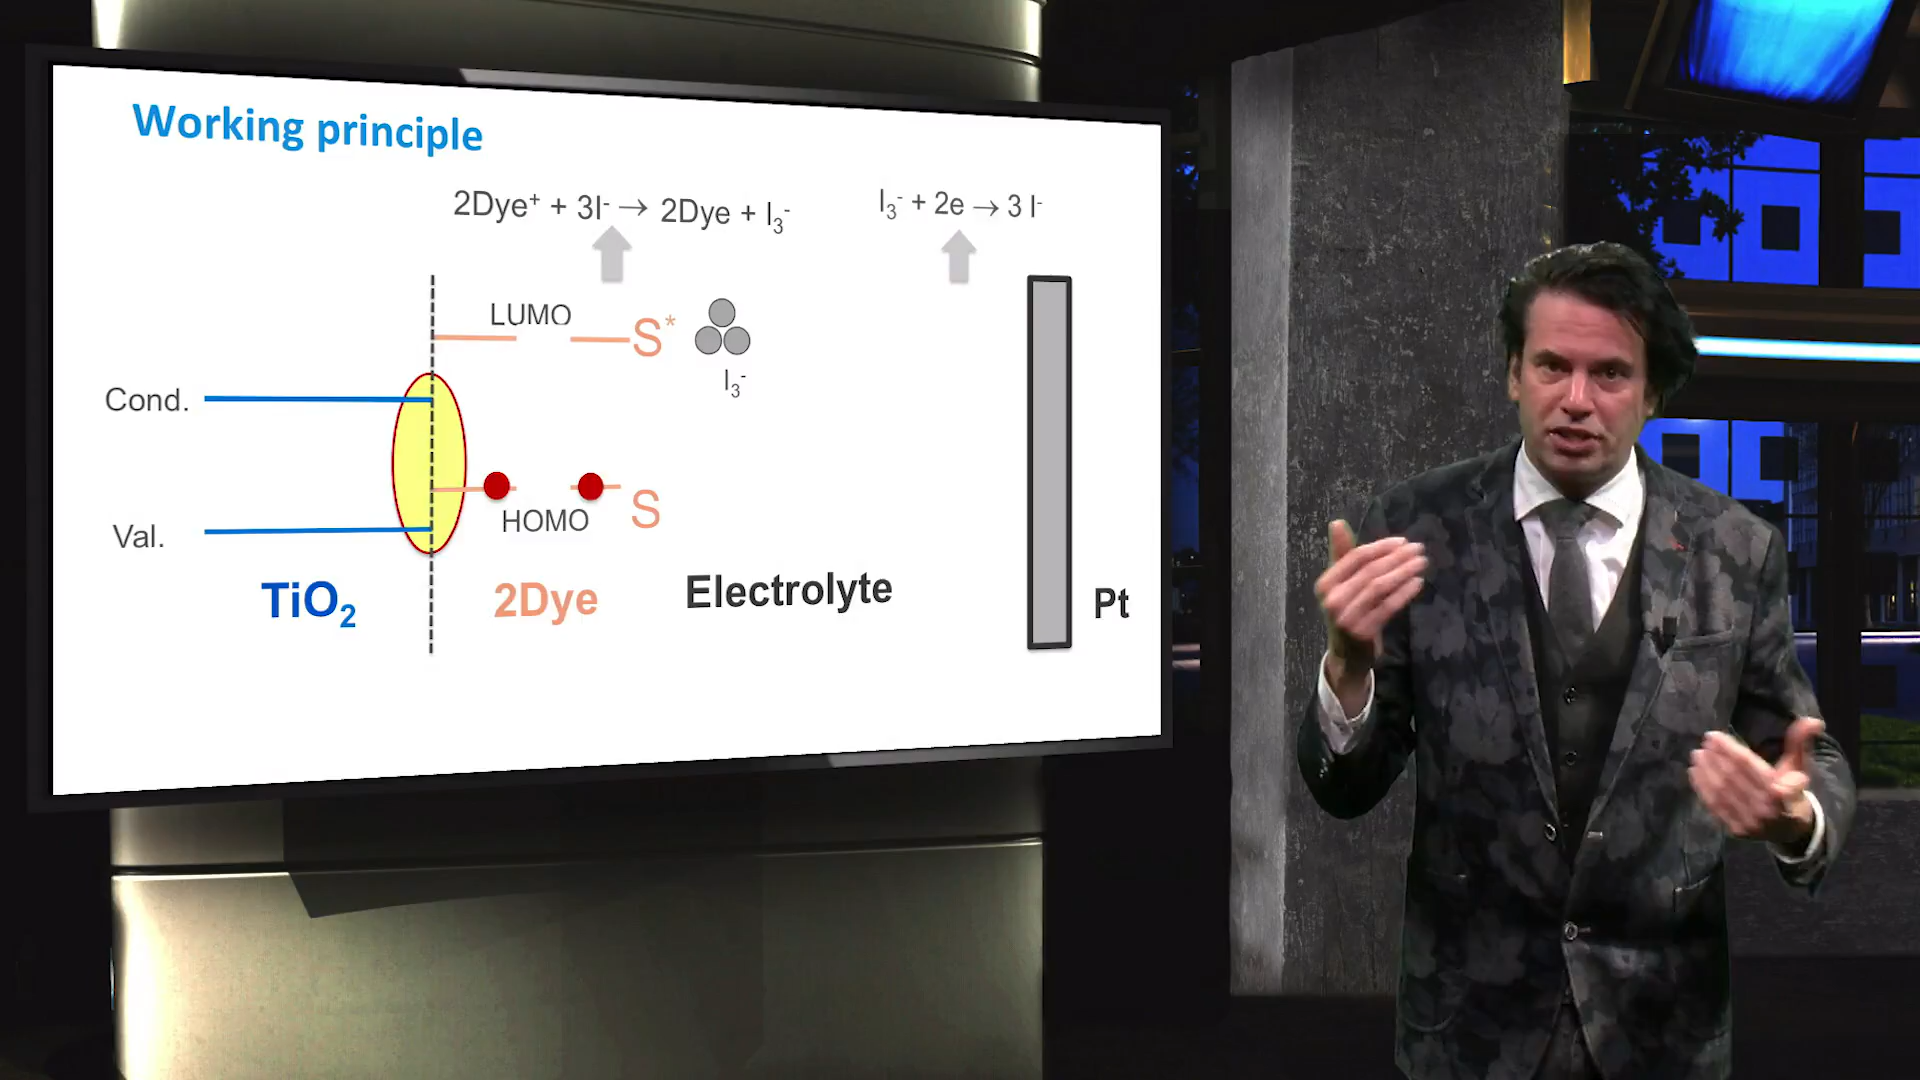 Working principle
2Dye⁺ + 3I⁻ → 2Dye + I₃⁻
I₃⁻ + 2e → 3 I⁻
LUMO
S*
I₃⁻
Cond.
HOMO
S
Val.
TiO₂
2Dye
Electrolyte
Pt